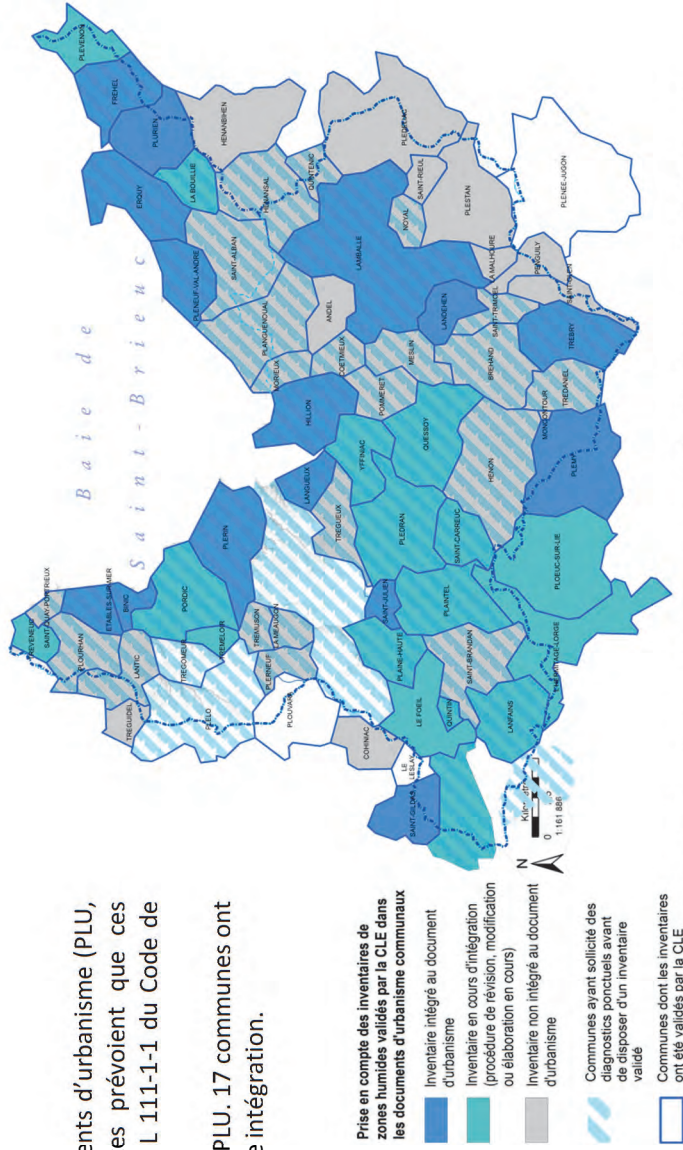 ents d'urbanisme (PLU,
es prévoient que ces
L 111-1-1 du Code de
PLU. 17 communes ont
e intégration.
Prise en compte des inventaires de
zones humides validés par la CLE dans
les documents d'urbanisme communaux
Inventaire intégré au document
d'urbanisme
Inventaire en cours d'intégration
(procédure de révision, modification
ou élaboration en cours)
Inventaire non intégré au document
d'urbanisme
Communes ayant sollicité des
diagnostics ponctuels avant
de disposer d'un inventaire
validé
Communes dont les inventaires
ont été validés par la CLE
Baie de
Saint-Brieuc
PLEVENON
FREHEL
PLURIEN
HENANBIHEN
ERQUY
LA BOUILLIE
HENANSAL
QUINTENIC
PLEDELIAC
PLENEUF-VAL-ANDRE
SAINT-ALBAN
PLANGUENOUAL
MORIEUX
ANDEL
COETMIEUX
LAMBALLE
NOYAL
SAINT-RIEUL
PLESTAN
PLENEE-JUGON
LA MALHOURE
PENGUILY
SAINT-GLEN
LANDEHEN
SAINT-TRIMOEL
MESLIN
BREHAND
TREBRY
TREDANIEL
MONCONTOUR
POMMERET
HILLION
YFFINIAC
QUESSOY
HENON
PLEMY
LANGUEUX
TREGUEUX
PLEDRAN
SAINT-CARREUC
PLOEUC-SUR-LIE
L'HERMITAGE-LORGE
PLAINTEL
SAINT-JULIEN
PLAINE-HAUTE
SAINT-BRANDAN
LANFAINS
QUINTIN
LE FOEIL
LE
LESLAY
SAINT-GILDAS
COHINIAC
PLOUVARA
PLERNEUF
LA MEAUGON
TREMUSON
PLERIN
PORDIC
TREMELOIR
TREGOMEUR
PLELO
TREGUIDEL
LANTIC
PLOURHAN
BINIC
ETABLES-SUR-MER
SAINT-QUAY-PORTRIEUX
TREVENEUC
N
0
1:161 886